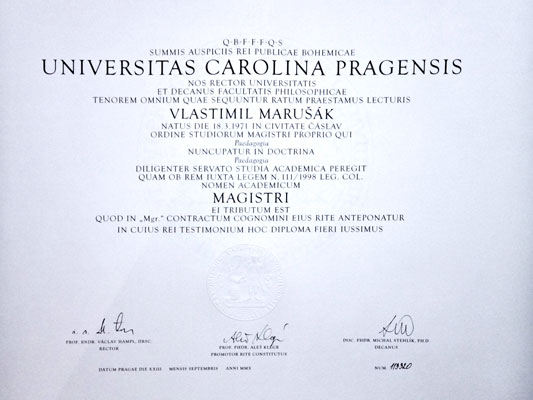 Q·B·F·F·F·Q·S
SUMMIS AUSPICIIS REI PUBLICAE BOHEMICAE
UNIVERSITAS CAROLINA PRAGENSIS
NOS RECTOR UNIVERSITATIS
ET DECANUS FACULTATIS PHILOSOPHICAE
TENOREM OMNIUM QUAE SEQUUNTUR RATUM PRAESTAMUS LECTURIS
VLASTIMIL MARUŠÁK
NATUS DIE 18.3.1971 IN CIVITATE ČÁSLAV
ORDINE STUDIORUM MAGISTRI PROPRIO QUI
Paedagogia
NUNCUPATUR IN DOCTRINA
Paedagogia
DILIGENTER SERVATO STUDIA ACADEMICA PEREGIT
QUAM OB REM IUXTA LEGEM N. 111/1998 LEG. COL.
NOMEN ACADEMICUM
MAGISTRI
EI TRIBUTUM EST
QUOD IN „Mgr.“ CONTRACTUM COGNOMINI EIUS RITE ANTEPONATUR
IN CUIUS REI TESTIMONIUM HOC DIPLOMA FIERI IUSSIMUS
PROF. RNDR. VÁCLAV HAMPL, DRSC.
RECTOR
PROF. PHDR. ALEŠ KLÉGR
PROMOTOR RITE CONSTITUTUS
DOC. PHDR. MICHAL STEHLÍK, PH.D.
DECANUS
DATUM PRAGAE DIE XXIII MENSIS SEPTEMBRIS ANNI MMX
NUM.